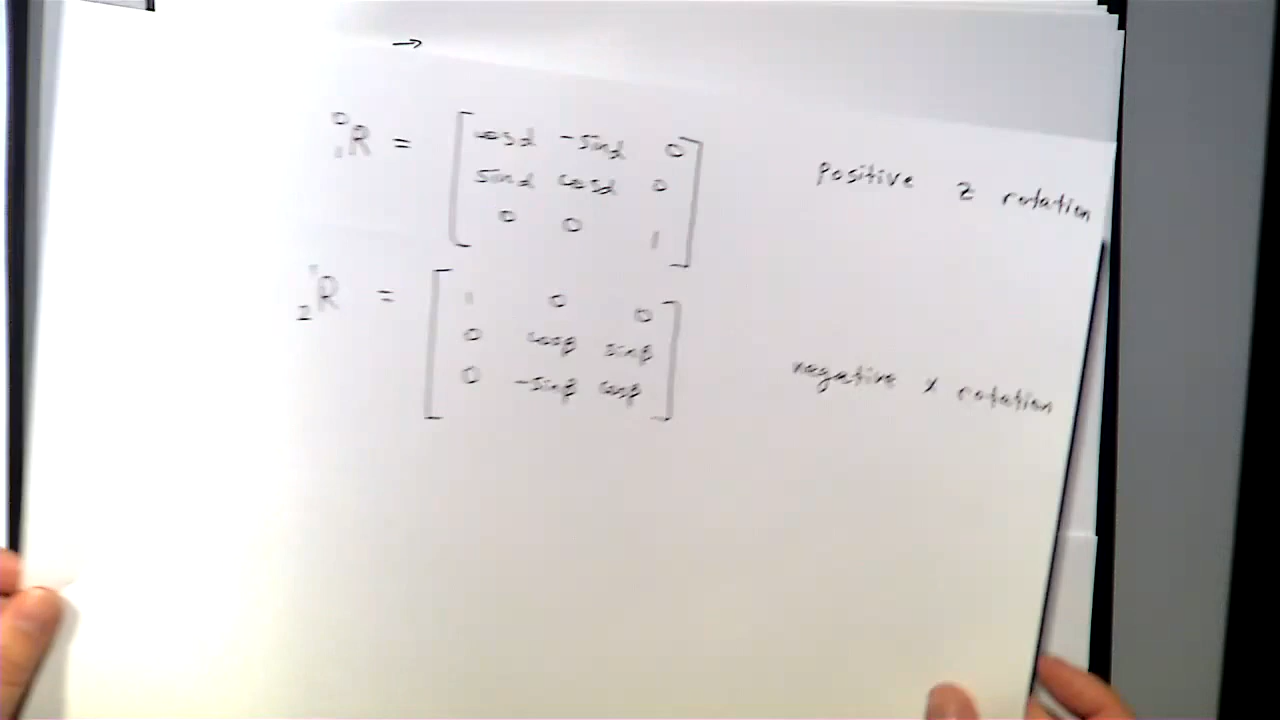 →
⁰₁R = [ cosα -sinα 0 positive z rotation
sinα cosα 0
0 0 1 ]
¹₂R = [ 1 0 0
0 cosβ sinβ negative x rotation
0 -sinβ cosβ ]